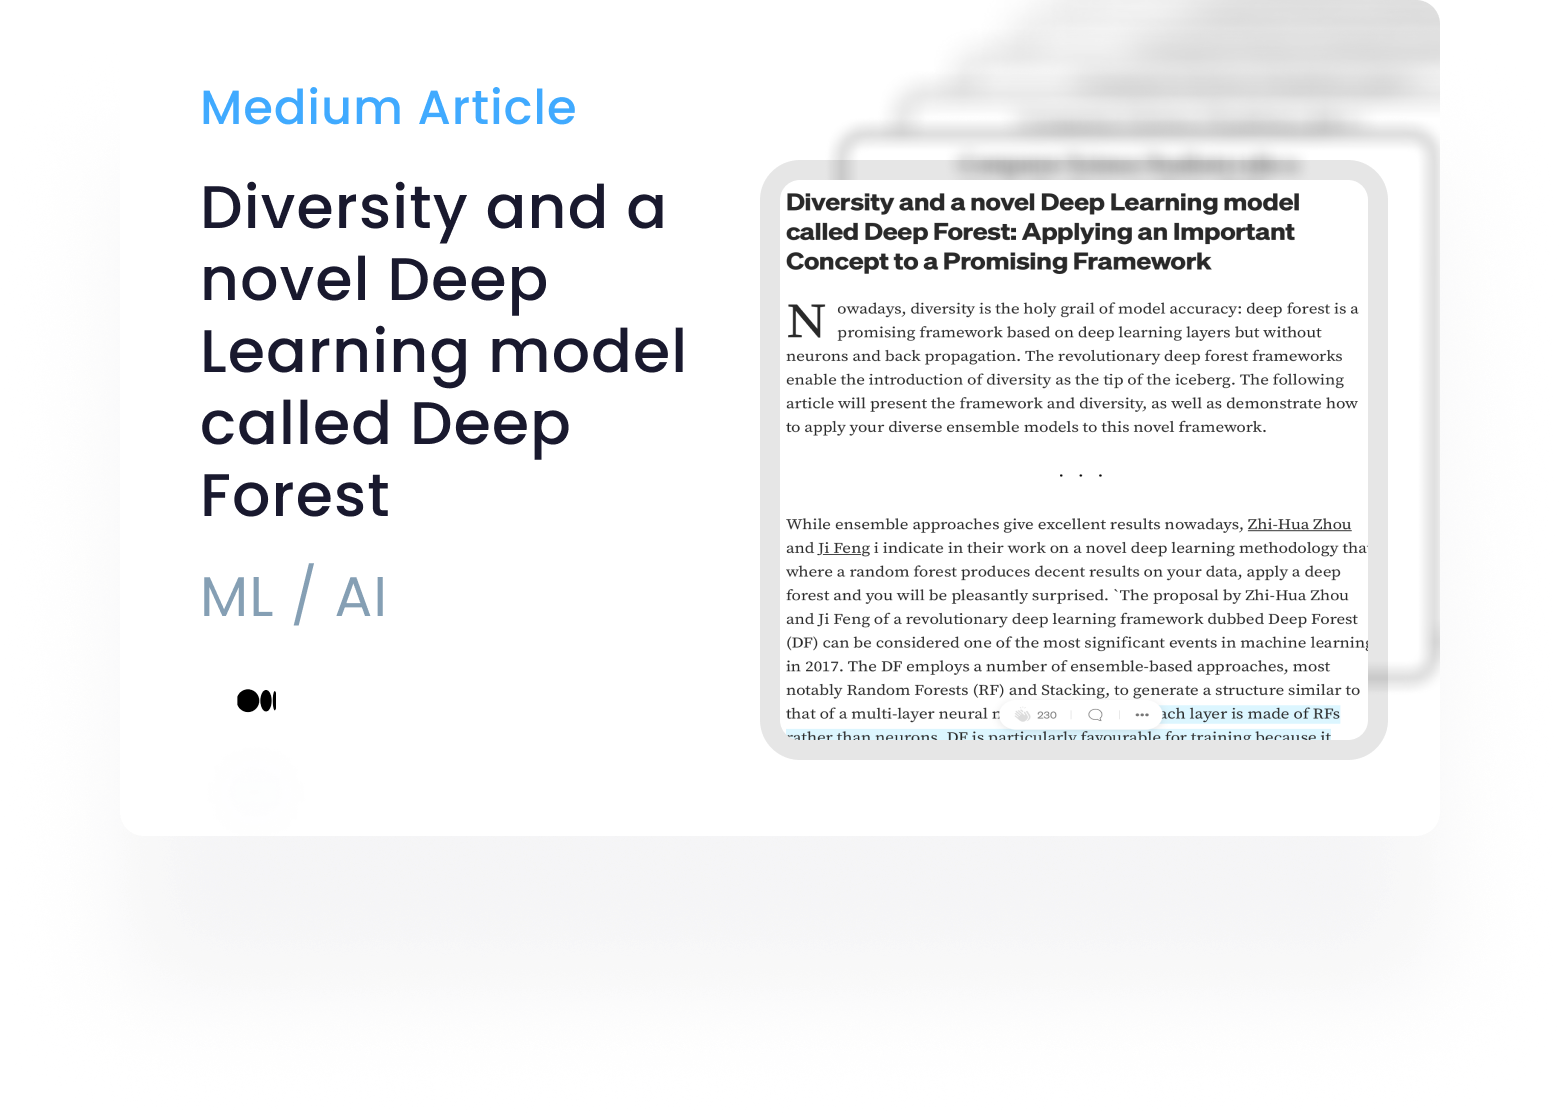 Medium Article
Diversity and a
novel Deep
Learning model
called Deep
Forest
ML / AI
Diversity and a novel Deep Learning model
called Deep Forest: Applying an Important
Concept to a Promising Framework
Nowadays, diversity is the holy grail of model accuracy: deep forest is a
promising framework based on deep learning layers but without
neurons and back propagation. The revolutionary deep forest frameworks
enable the introduction of diversity as the tip of the iceberg. The following
article will present the framework and diversity, as well as demonstrate how
to apply your diverse ensemble models to this novel framework.
. . .
While ensemble approaches give excellent results nowadays, Zhi-Hua Zhou
and Ji Feng i indicate in their work on a novel deep learning methodology that
where a random forest produces decent results on your data, apply a deep
forest and you will be pleasantly surprised. `The proposal by Zhi-Hua Zhou
and Ji Feng of a revolutionary deep learning framework dubbed Deep Forest
(DF) can be considered one of the most significant events in machine learning
in 2017. The DF employs a number of ensemble-based approaches, most
notably Random Forests (RF) and Stacking, to generate a structure similar to
that of a multi-layer neural 230 layer is made of RFs
rather than neurons. DF is particularly favourable for training because it